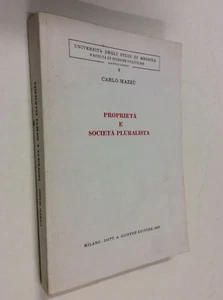 UNIVERSITÀ DEGLI STUDI DI MESSINA
FACOLTÀ DI SCIENZE POLITICHE
4
CARLO MAZZÙ
PROPRIETÀ
E
SOCIETÀ PLURALISTA
MILANO - DOTT. A. GIUFFRÈ EDITORE